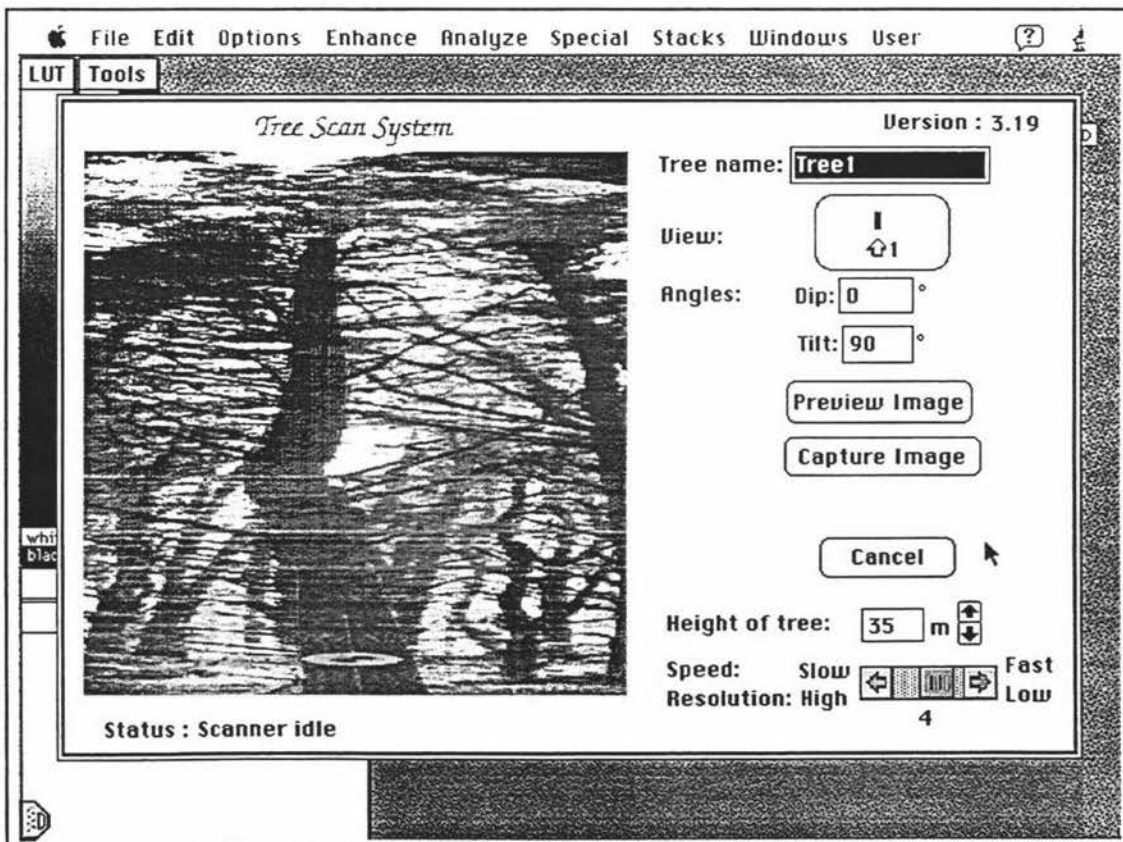 File Edit Options Enhance Analyze Special Stacks Windows User ?
LUT Tools
Tree Scan System
Version : 3.19
Tree name: Tree1
View:
1
Angles: Dip: 0 °
Tilt: 90 °
Preview Image
Capture Image
Cancel
Height of tree: 35 m
Speed: Slow Fast
Resolution: High Low
4
Status : Scanner idle